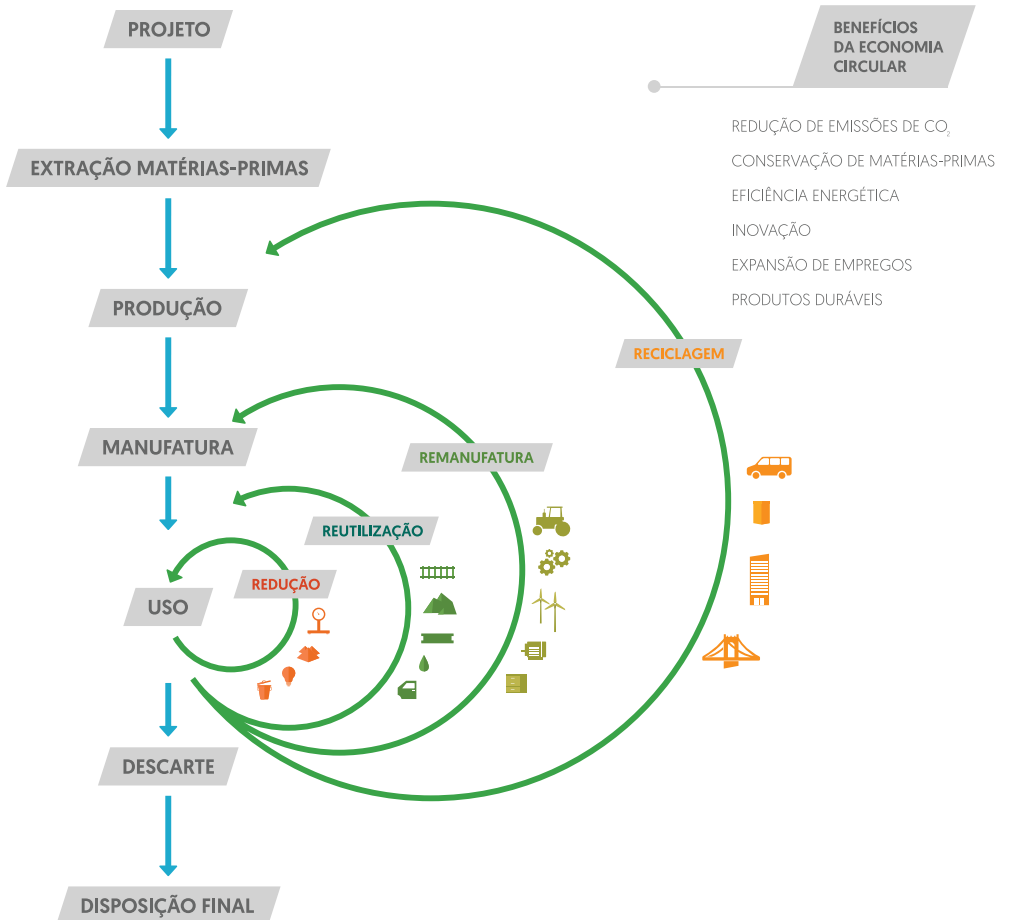 PROJETO
BENEFÍCIOS
DA ECONOMIA
CIRCULAR
REDUÇÃO DE EMISSÕES DE CO₂
CONSERVAÇÃO DE MATÉRIAS-PRIMAS
EFICIÊNCIA ENERGÉTICA
INOVAÇÃO
EXPANSÃO DE EMPREGOS
PRODUTOS DURÁVEIS
EXTRAÇÃO MATÉRIAS-PRIMAS
PRODUÇÃO
RECICLAGEM
MANUFATURA
REMANUFATURA
REUTILIZAÇÃO
REDUÇÃO
USO
DESCARTE
DISPOSIÇÃO FINAL